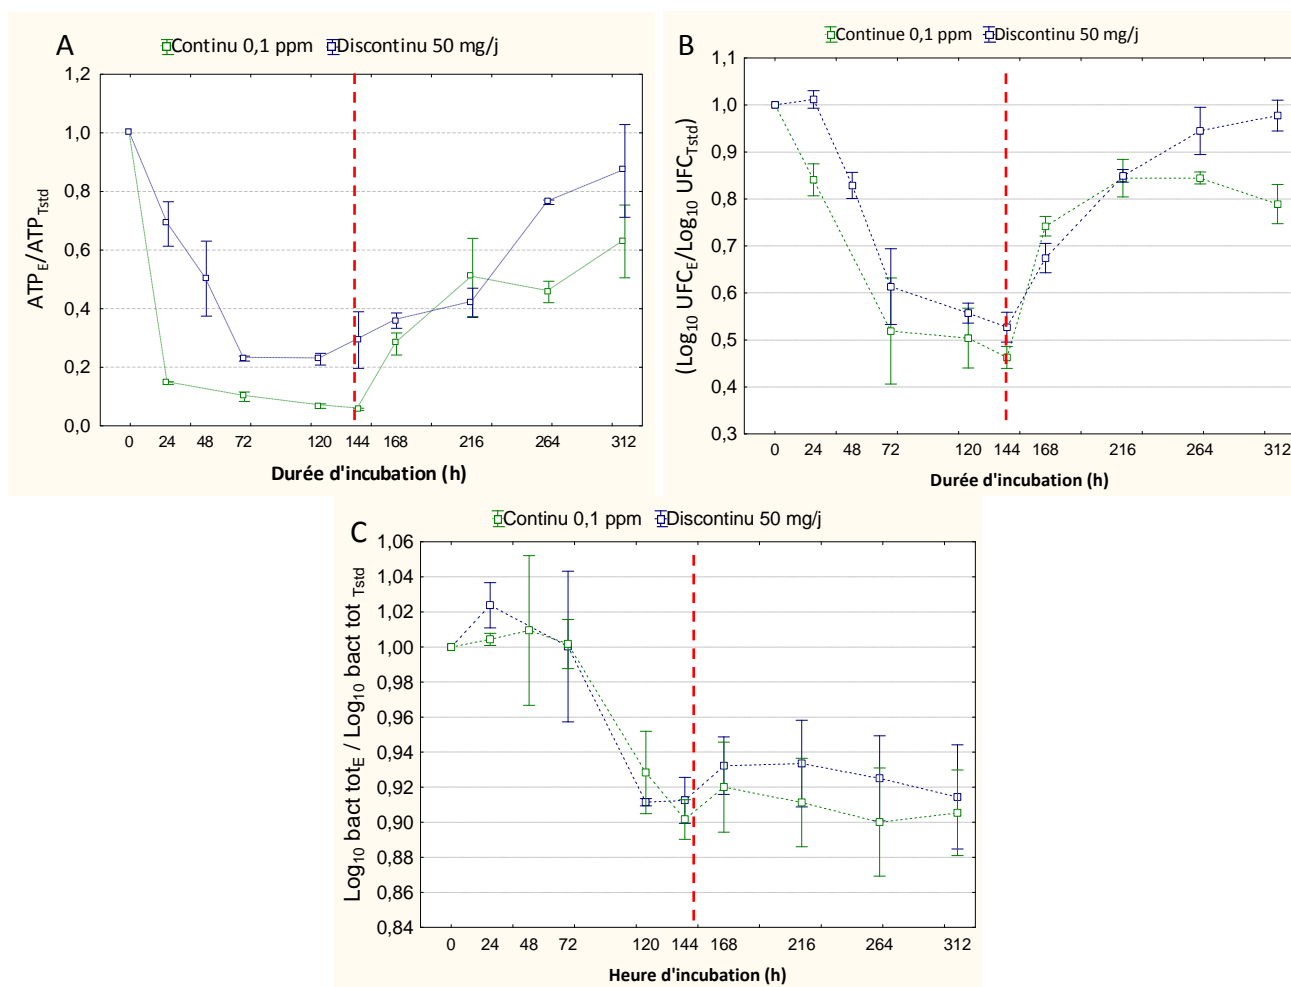 A
Continu 0,1 ppm Discontinu 50 mg/j
1,2
1,0
0,8
0,6
0,4
0,2
0,0
ATP_E/ATP_Tstd
0 24 48 72 120 144 168 216 264 312
Durée d'incubation (h)
B
Continue 0,1 ppm Discontinu 50 mg/j
1,1
1,0
0,9
0,8
0,7
0,6
0,5
0,4
0,3
(Log10 UFC_E/Log10 UFC_Tstd)
0 24 48 72 120 144 168 216 264 312
Durée d'incubation (h)
C
Continu 0,1 ppm Discontinu 50 mg/j
1,06
1,04
1,02
1,00
0,98
0,96
0,94
0,92
0,90
0,88
0,86
0,84
Log10 bact tot_E / Log10 bact tot Tstd
0 24 48 72 120 144 168 216 264 312
Heure d'incubation (h)